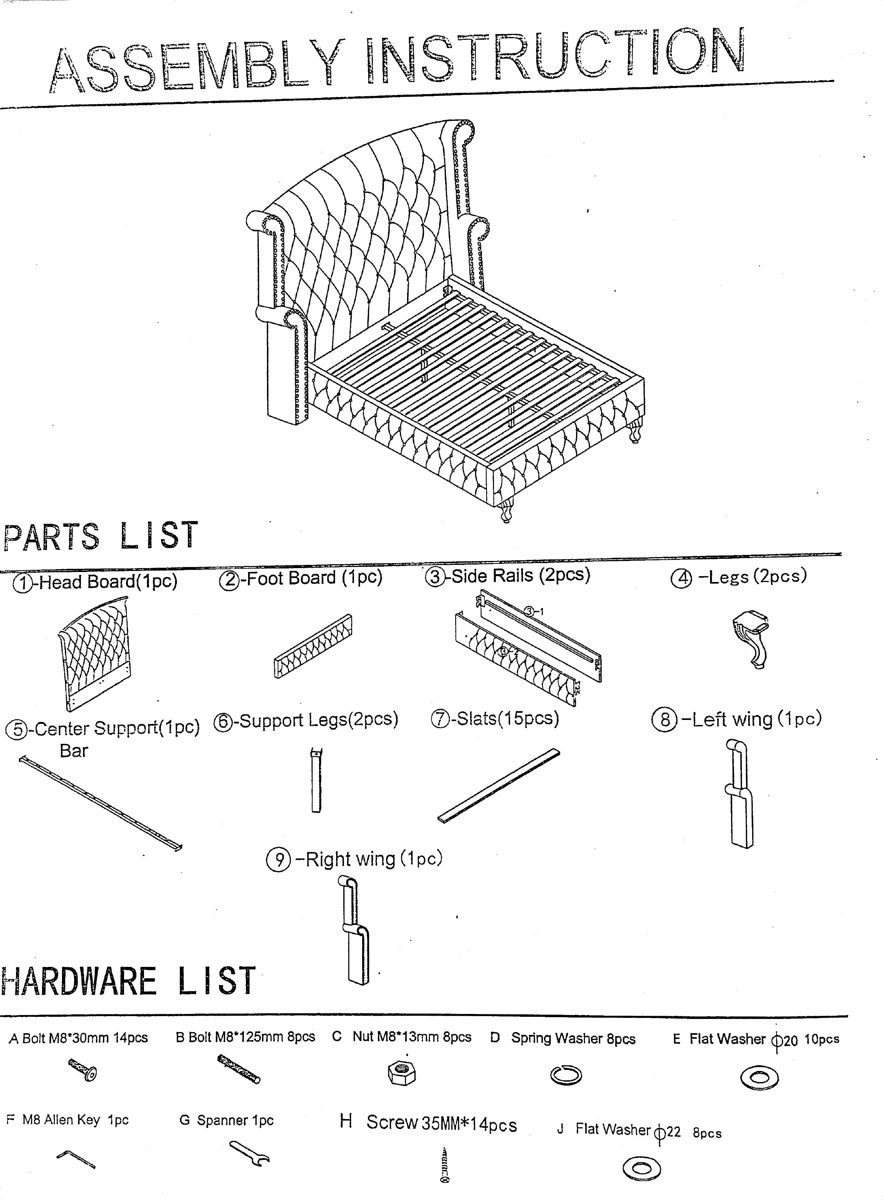 ASSEMBLY INSTRUCTION
PARTS LIST
①-Head Board(1pc)
②-Foot Board (1pc)
③-Side Rails (2pcs)
④ -Legs (2pcs)
③-1
⑤-Center Support(1pc)
Bar
⑥-Support Legs(2pcs)
⑦-Slats(15pcs)
⑧ -Left wing (1pc)
⑨ -Right wing (1pc)
HARDWARE LIST
A Bolt M8*30mm 14pcs
B Bolt M8*125mm 8pcs
C Nut M8*13mm 8pcs
D Spring Washer 8pcs
E Flat Washer ϕ20 10pcs
F M8 Allen Key 1pc
G Spanner 1pc
H Screw 35MM*14pcs
J Flat Washer ϕ22 8pcs